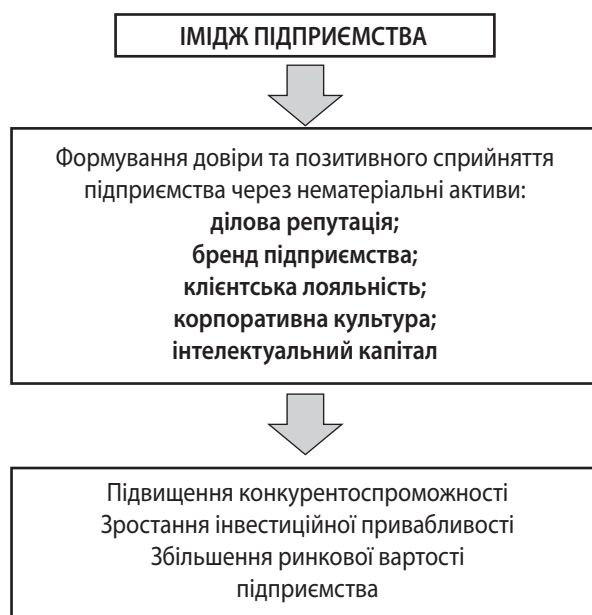 ІМІДЖ ПІДПРИЄМСТВА
Формування довіри та позитивного сприйняття
підприємства через нематеріальні активи:
ділова репутація;
бренд підприємства;
клієнтська лояльність;
корпоративна культура;
інтелектуальний капітал
Підвищення конкурентоспроможності
Зростання інвестиційної привабливості
Збільшення ринкової вартості
підприємства